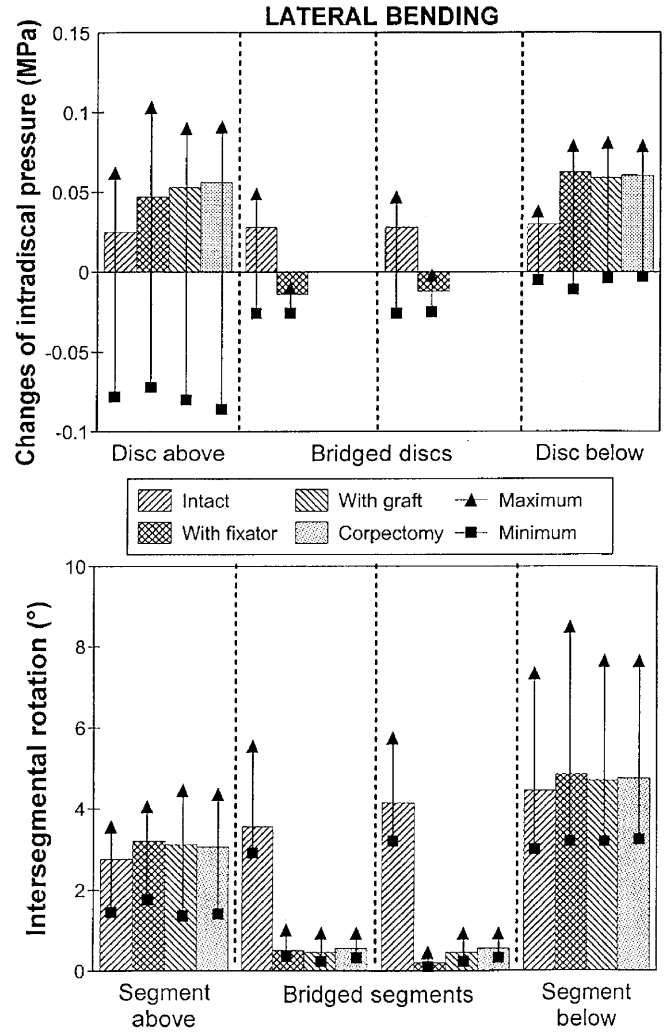 LATERAL BENDING
Changes of intradiscal pressure (MPa)
0.15
0.1
0.05
0
-0.05
-0.1
Disc above
Bridged discs
Disc below
Intact
With graft
Maximum
With fixator
Corpectomy
Minimum
Intersegmental rotation (°)
10
8
6
4
2
0
Segment above
Bridged segments
Segment below